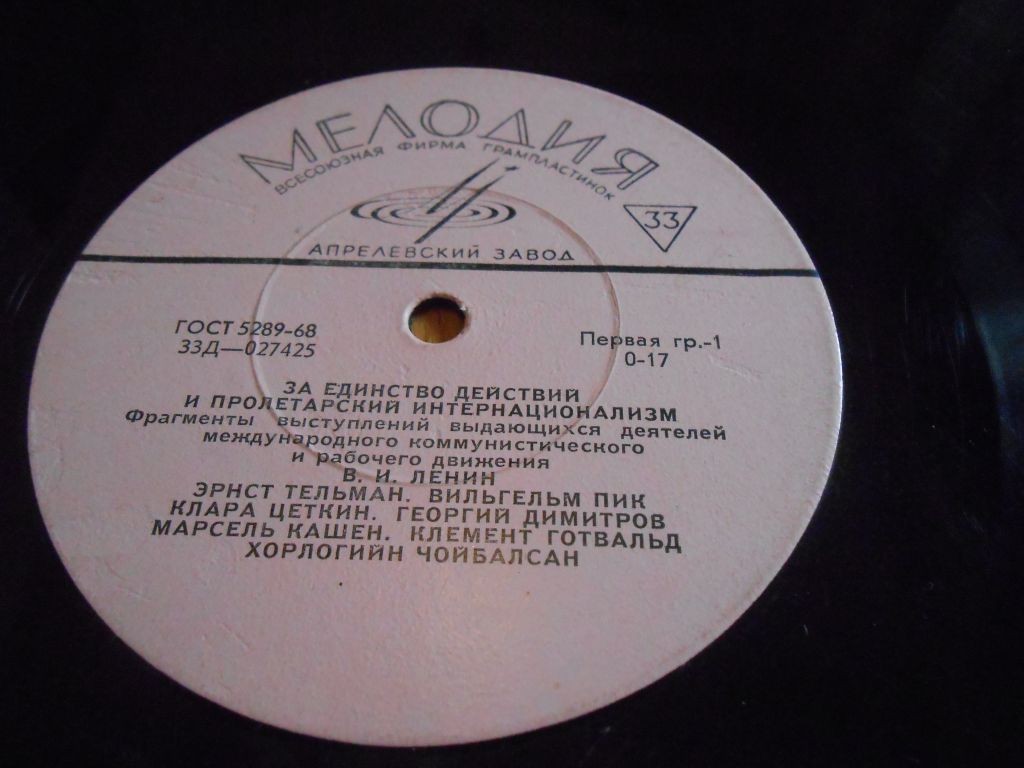 МЕЛОДИЯ
ВСЕСОЮЗНАЯ ФИРМА ГРАМПЛАСТИНОК
33
АПРЕЛЕВСКИЙ ЗАВОД
ГОСТ 5289-68
33Д—027425
Первая гр.-1
0-17
ЗА ЕДИНСТВО ДЕЙСТВИЙ
И ПРОЛЕТАРСКИЙ ИНТЕРНАЦИОНАЛИЗМ
Фрагменты выступлений выдающихся деятелей
международного коммунистического
и рабочего движения
В. И. ЛЕНИН
ЭРНСТ ТЕЛЬМАН. ВИЛЬГЕЛЬМ ПИК
КЛАРА ЦЕТКИН. ГЕОРГИЙ ДИМИТРОВ
МАРСЕЛЬ КАШЕН. КЛЕМЕНТ ГОТВАЛЬД
ХОРЛОГИЙН ЧОЙБАЛСАН